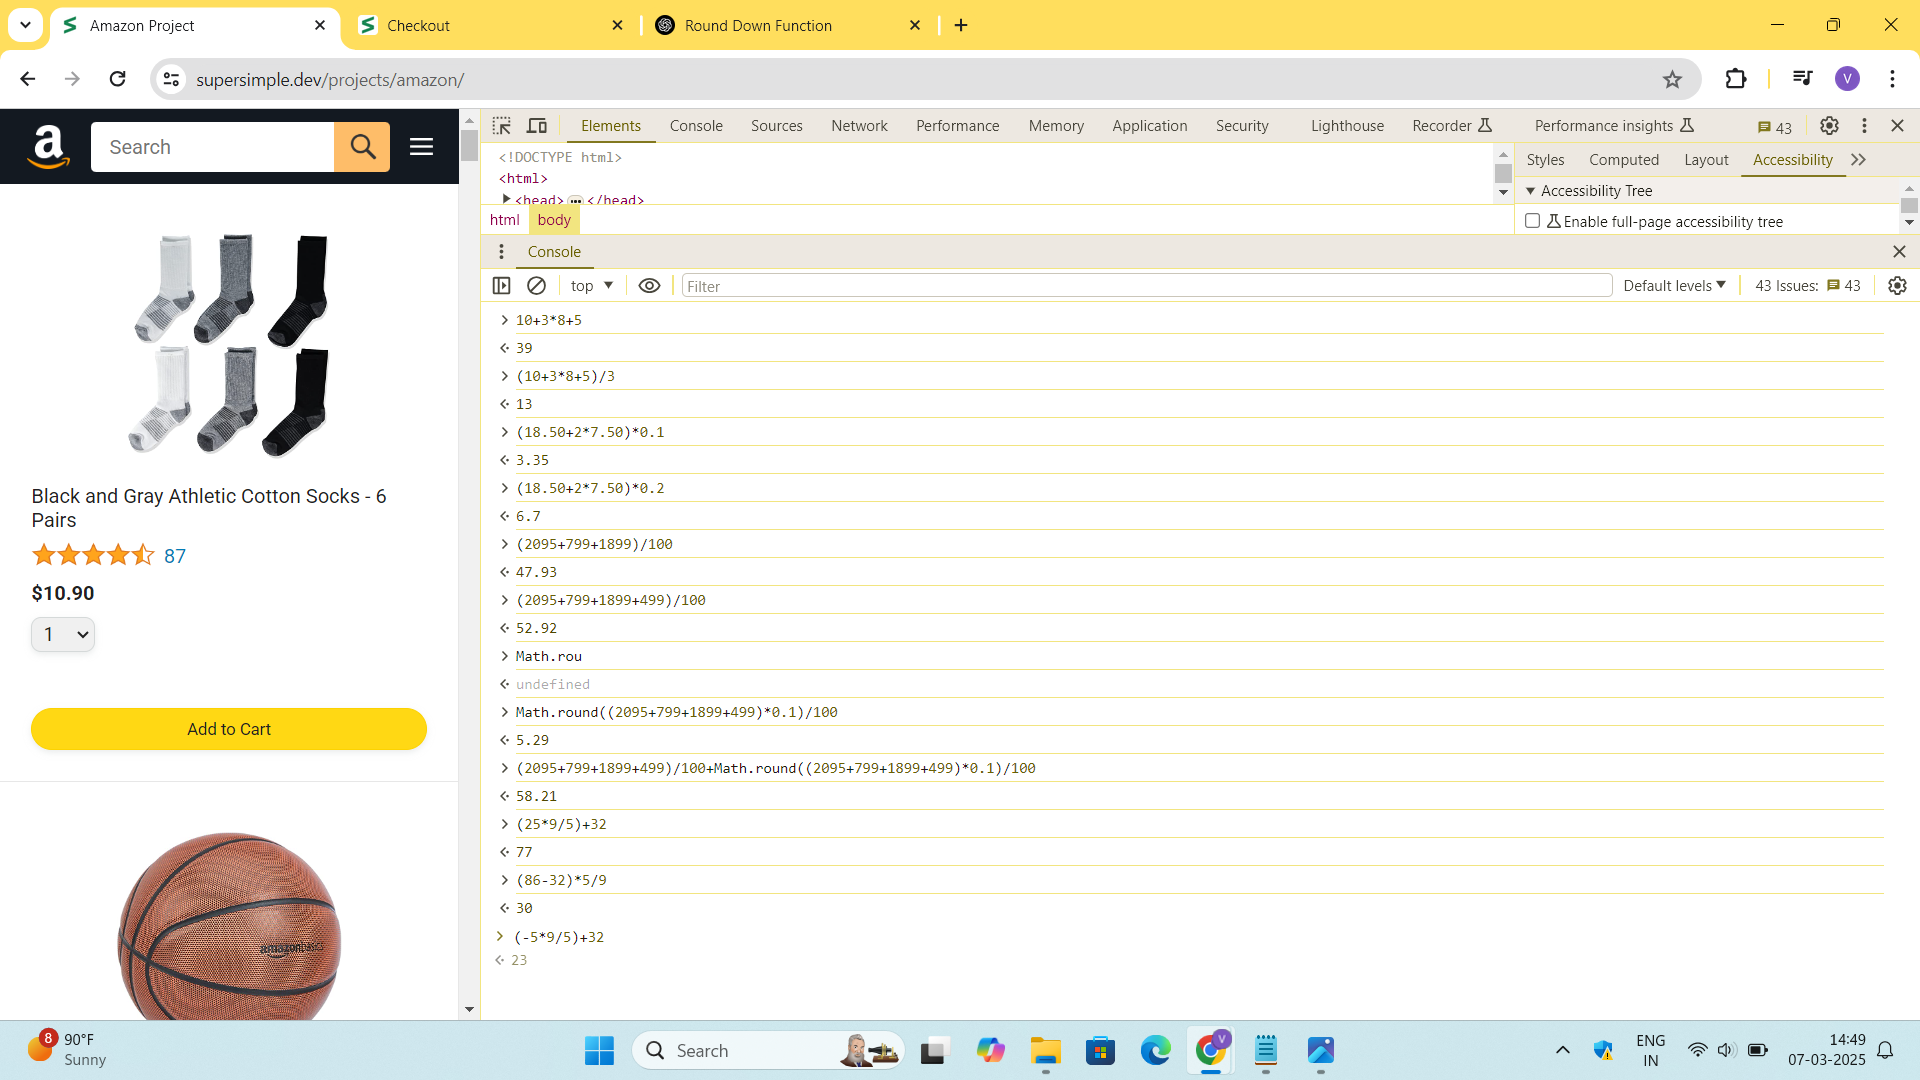 Amazon Project
Checkout
Round Down Function
supersimple.dev/projects/amazon/
V
a
Search
Elements
Console
Sources
Network
Performance
Memory
Application
Security
Lighthouse
Recorder
Performance insights
43
<!DOCTYPE html>
<html>
<head> ••• </head>
html
body
Styles
Computed
Layout
Accessibility
Accessibility Tree
Enable full-page accessibility tree
Console
top
Filter
Default levels
43 Issues:
43
10+3*8+5
39
(10+3*8+5)/3
13
(18.50+2*7.50)*0.1
3.35
(18.50+2*7.50)*0.2
6.7
(2095+799+1899)/100
47.93
(2095+799+1899+499)/100
52.92
Math.rou
undefined
Math.round((2095+799+1899+499)*0.1)/100
5.29
(2095+799+1899+499)/100+Math.round((2095+799+1899+499)*0.1)/100
58.21
(25*9/5)+32
77
(86-32)*5/9
30
(-5*9/5)+32
23
Black and Gray Athletic Cotton Socks - 6
Pairs
87
$10.90
1
Add to Cart
amazonbasics
8
90°F
Sunny
Search
V
ENG
IN
14:49
07-03-2025